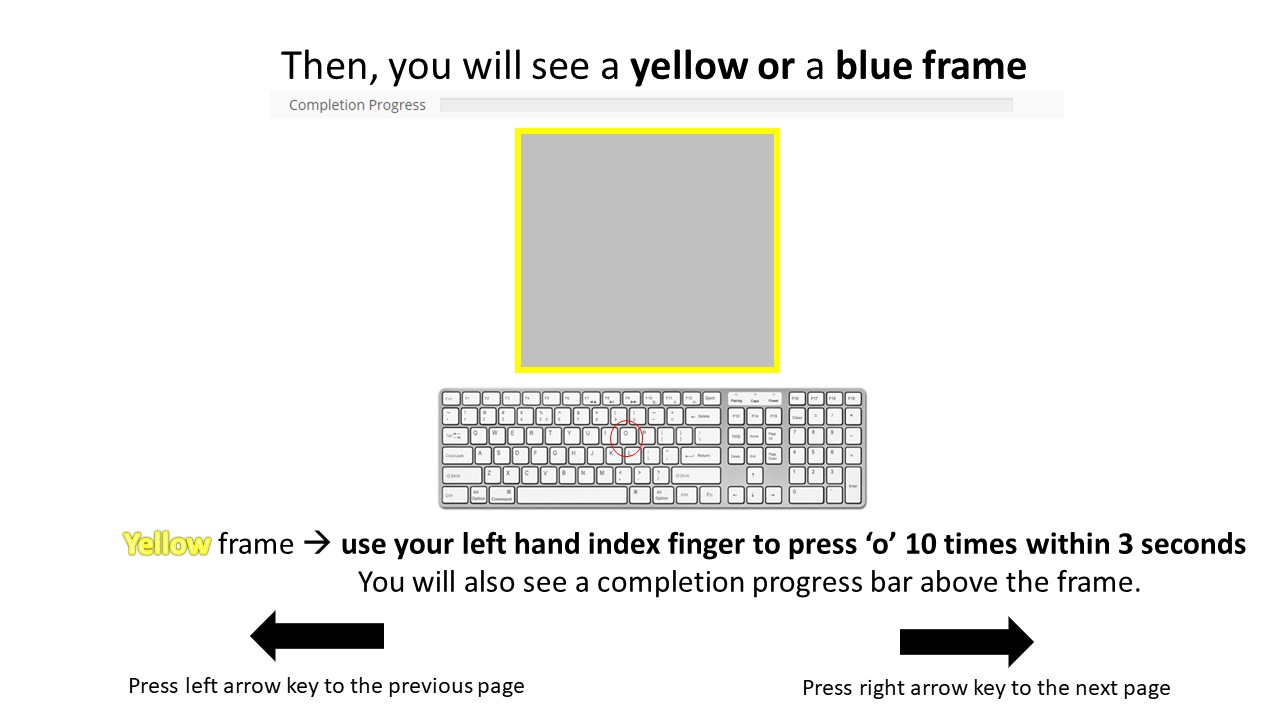 Then, you will see a yellow or a blue frame
Completion Progress
Yellow frame → use your left hand index finger to press ‘o’ 10 times within 3 seconds
You will also see a completion progress bar above the frame.
Press left arrow key to the previous page
Press right arrow key to the next page